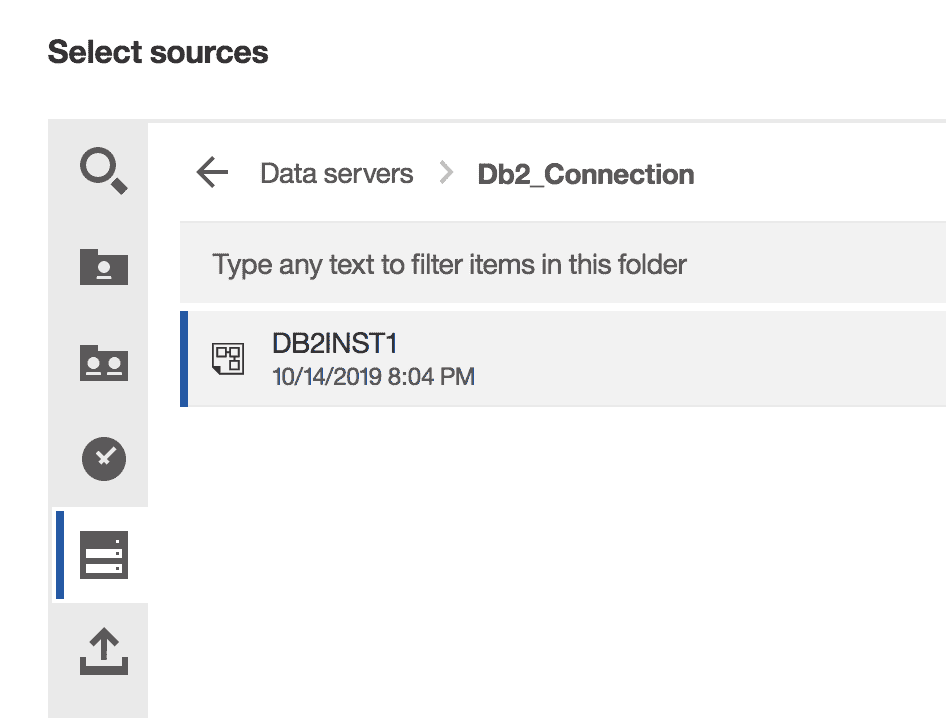 Select sources
Data servers > Db2_Connection
Type any text to filter items in this folder
DB2INST1
10/14/2019 8:04 PM